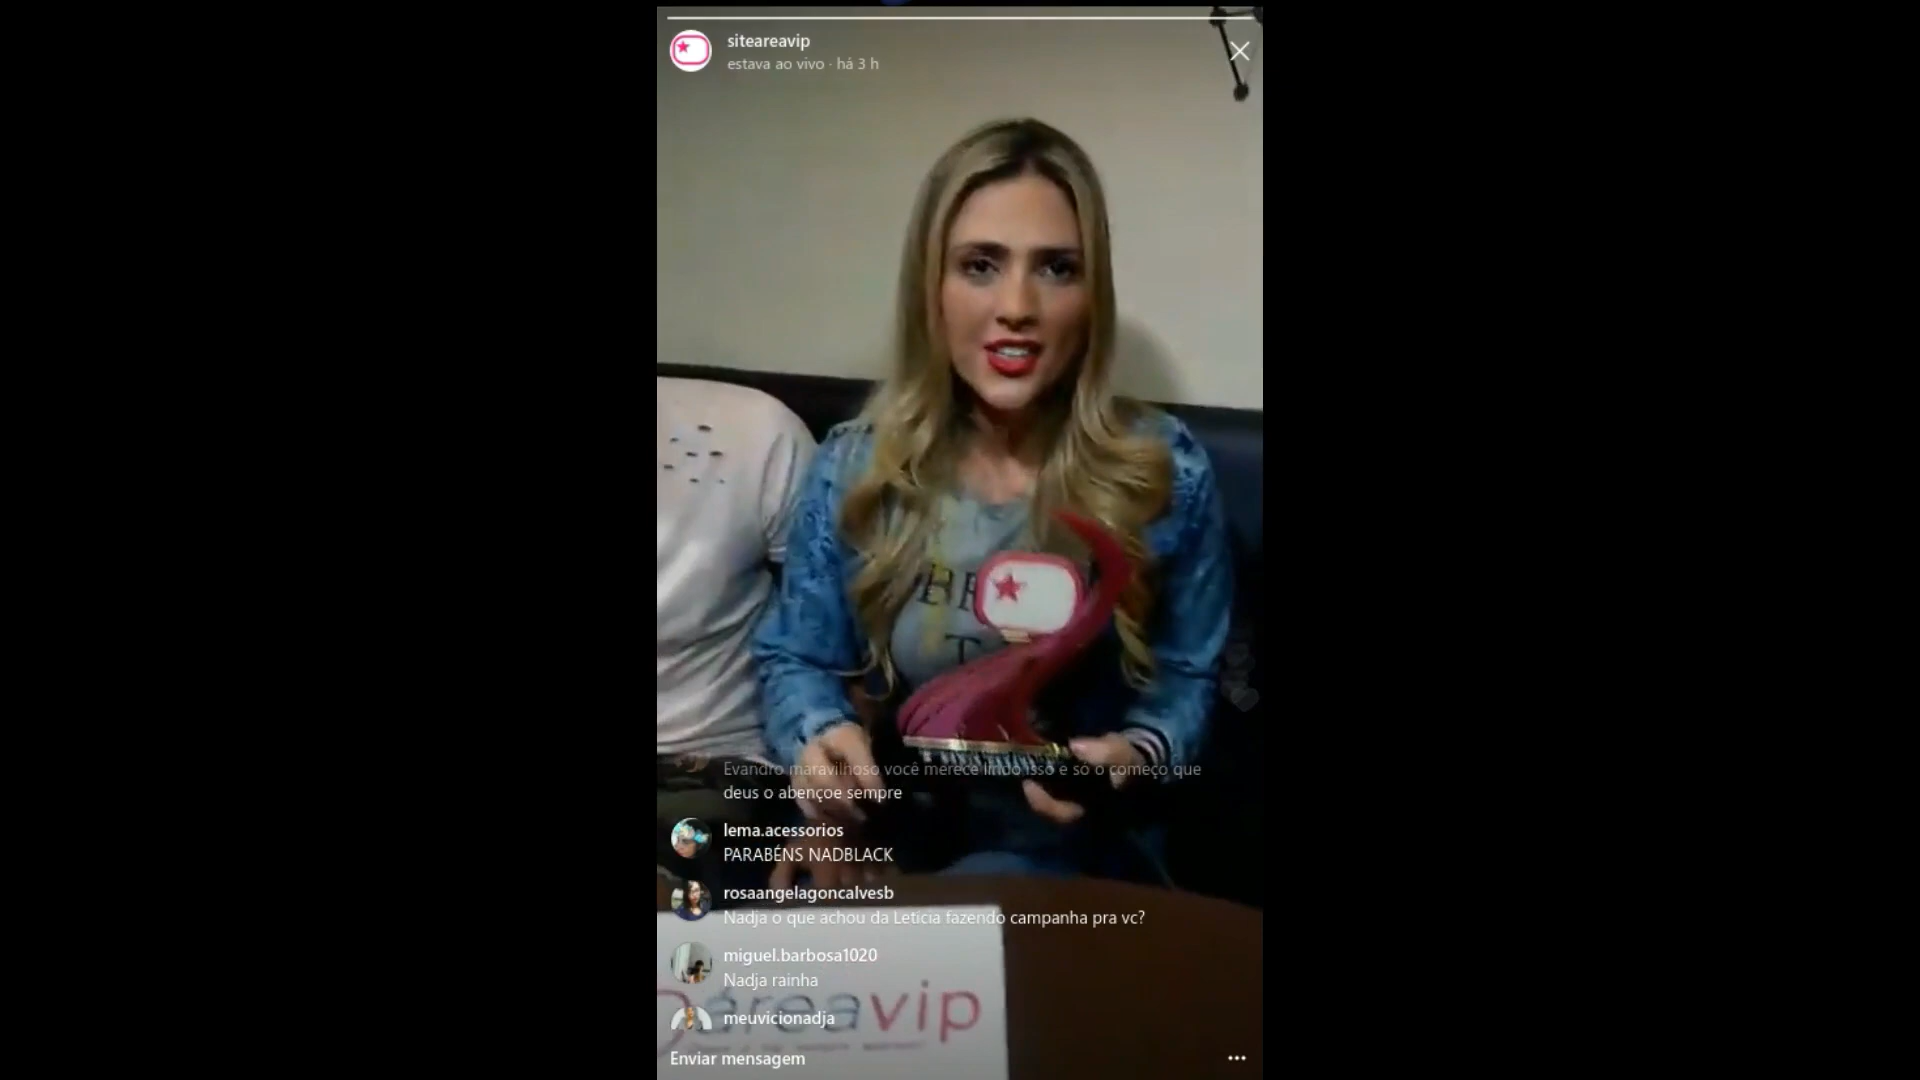 siteareavip
estava ao vivo · há 3 h
Evandro maravilhoso você merece lindo isso e só o começo que
deus o abençoe sempre
lema.acessorios
PARABÉNS NADBLACK
rosaangelagoncalvesb
Nadja o que achou da Letícia fazendo campanha pra vc?
miguel.barbosa1020
Nadja rainha
áreavip
meuvicionadja
Enviar mensagem